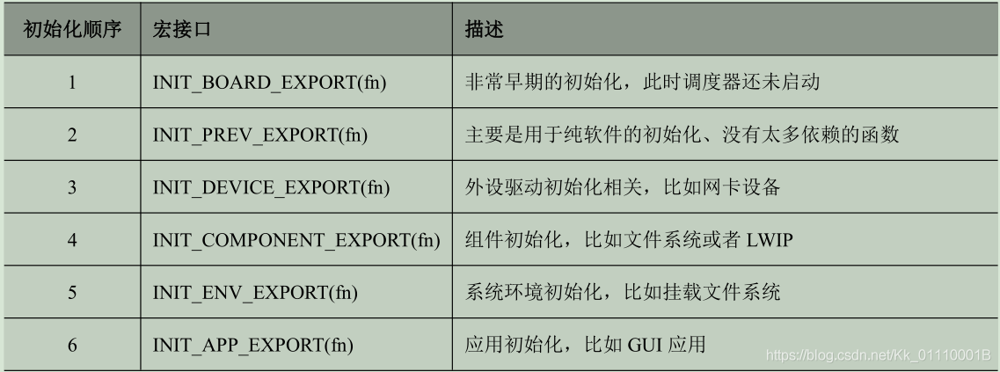 初始化顺序 宏接口 描述
1 INIT_BOARD_EXPORT(fn) 非常早期的初始化，此时调度器还未启动
2 INIT_PREV_EXPORT(fn) 主要是用于纯软件的初始化、没有太多依赖的函数
3 INIT_DEVICE_EXPORT(fn) 外设驱动初始化相关，比如网卡设备
4 INIT_COMPONENT_EXPORT(fn) 组件初始化，比如文件系统或者 LWIP
5 INIT_ENV_EXPORT(fn) 系统环境初始化，比如挂载文件系统
6 INIT_APP_EXPORT(fn) 应用初始化，比如 GUI 应用
https://blog.csdn.net/Kk_01110001B